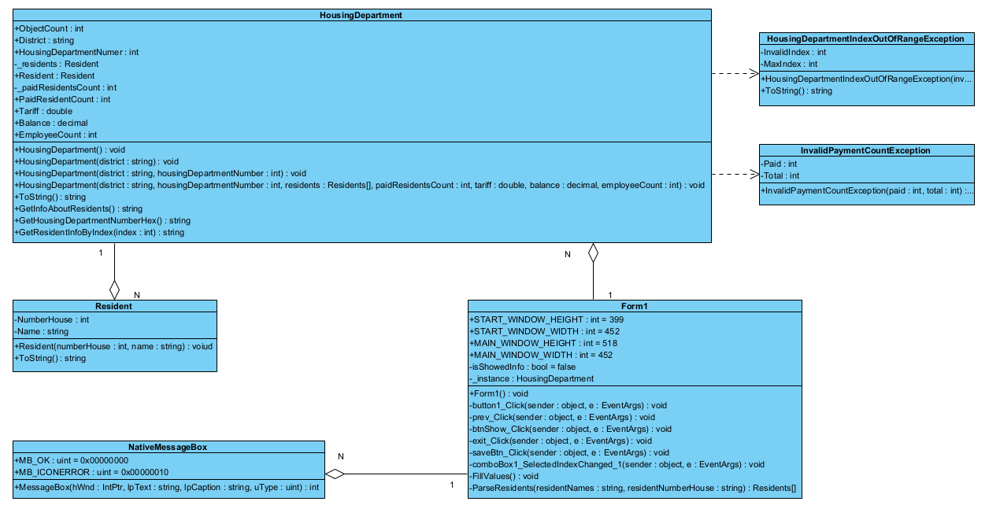 HousingDepartment
+ObjectCount : int
+District : string
+HousingDepartmentNumer : int
-_residents : Resident
+Resident : Resident
-_paidResidentsCount : int
+PaidResidentCount : int
+Tariff : double
+Balance : decimal
+EmployeeCount : int
+HousingDepartment() : void
+HousingDepartment(district : string) : void
+HousingDepartment(district : string, housingDepartmentNumber : int) : void
+HousingDepartment(district : string, housingDepartmentNumber : int, residents : Residents[], paidResidentsCount : int, tariff : double, balance : decimal, employeeCount : int) : void
+ToString() : string
+GetInfoAboutResidents() : string
+GetHousingDepartmentNumberHex() : string
+GetResidentInfoByIndex(index : int) : string
HousingDepartmentIndexOutOfRangeException
-InvalidIndex : int
-MaxIndex : int
+HousingDepartmentIndexOutOfRangeException(inv...
+ToString() : string
InvalidPaymentCountException
-Paid : int
-Total : int
+InvalidPaymentCountException(paid : int, total : int) :...
1
N
N
1
Resident
-NumberHouse : int
-Name : string
+Resident(numberHouse : int, name : string) : voiud
+ToString() : string
Form1
+START_WINDOW_HEIGHT : int = 399
+START_WINDOW_WIDTH : int = 452
+MAIN_WINDOW_HEIGHT : int = 518
+MAIN_WINDOW_WIDTH : int = 452
-isShowedInfo : bool = false
-_instance : HousingDepartment
+Form1() : void
-button1_Click(sender : object, e : EventArgs) : void
-prev_Click(sender : object, e : EventArgs) : void
-btnShow_Click(sender : object, e : EventArgs) : void
-exit_Click(sender : object, e : EventArgs) : void
-saveBtn_Click(sender : object, e : EventArgs) : void
-comboBox1_SelectedIndexChanged_1(sender : object, e : EventArgs) : void
-FillValues() : void
-ParseResidents(residentNames : string, residentNumberHouse : string) : Residents[]
NativeMessageBox
+MB_OK : uint = 0x00000000
+MB_ICONERROR : uint = 0x00000010
+MessageBox(hWnd : IntPtr, lpText : string, lpCaption : string, uType : uint) : int
N
1